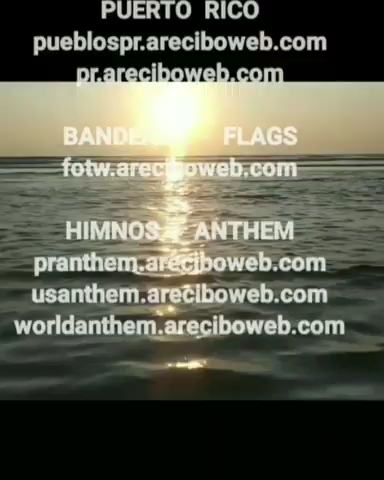 PUERTO RICO
pueblospr.areciboweb.com
pr.areciboweb.com
FLAGS
fotw.areciboweb.com
HIMNOS ANTHEM
pranthem.areciboweb.com
usanthem.areciboweb.com
worldanthem.areciboweb.com